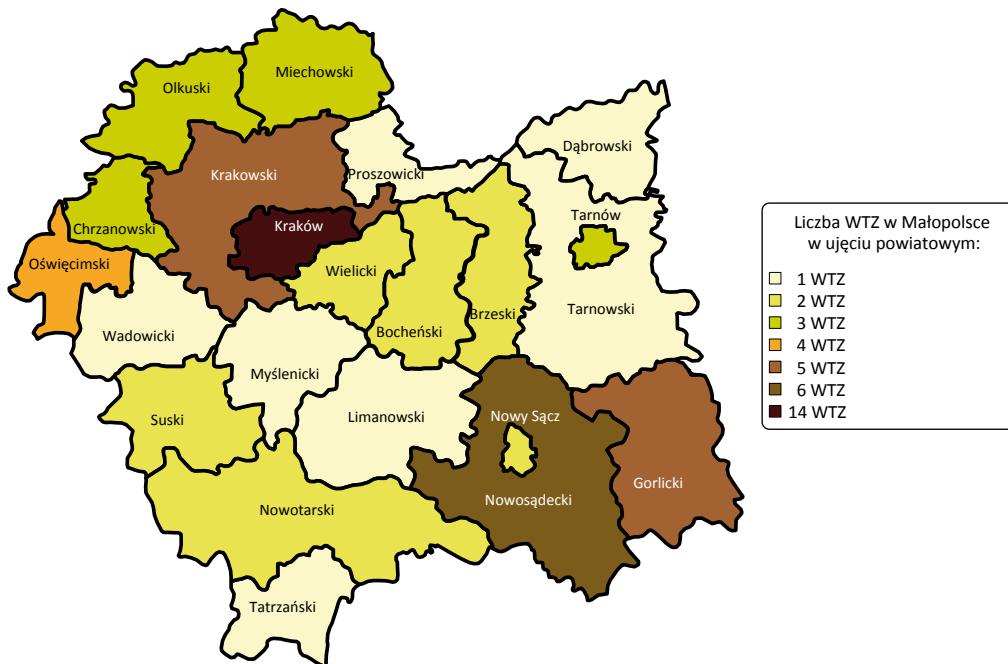 Miechowski
Olkuski
Dąbrowski
Krakowski
Proszowicki
Tarnów
Chrzanowski
Kraków
Oświęcimski
Wielicki
Tarnowski
Wadowicki
Bocheński
Brzeski
Myślenicki
Suski
Limanowski
Nowy Sącz
Gorlicki
Nowosądecki
Nowotarski
Tatrzański
Liczba WTZ w Małopolsce
w ujęciu powiatowym:
1 WTZ
2 WTZ
3 WTZ
4 WTZ
5 WTZ
6 WTZ
14 WTZ